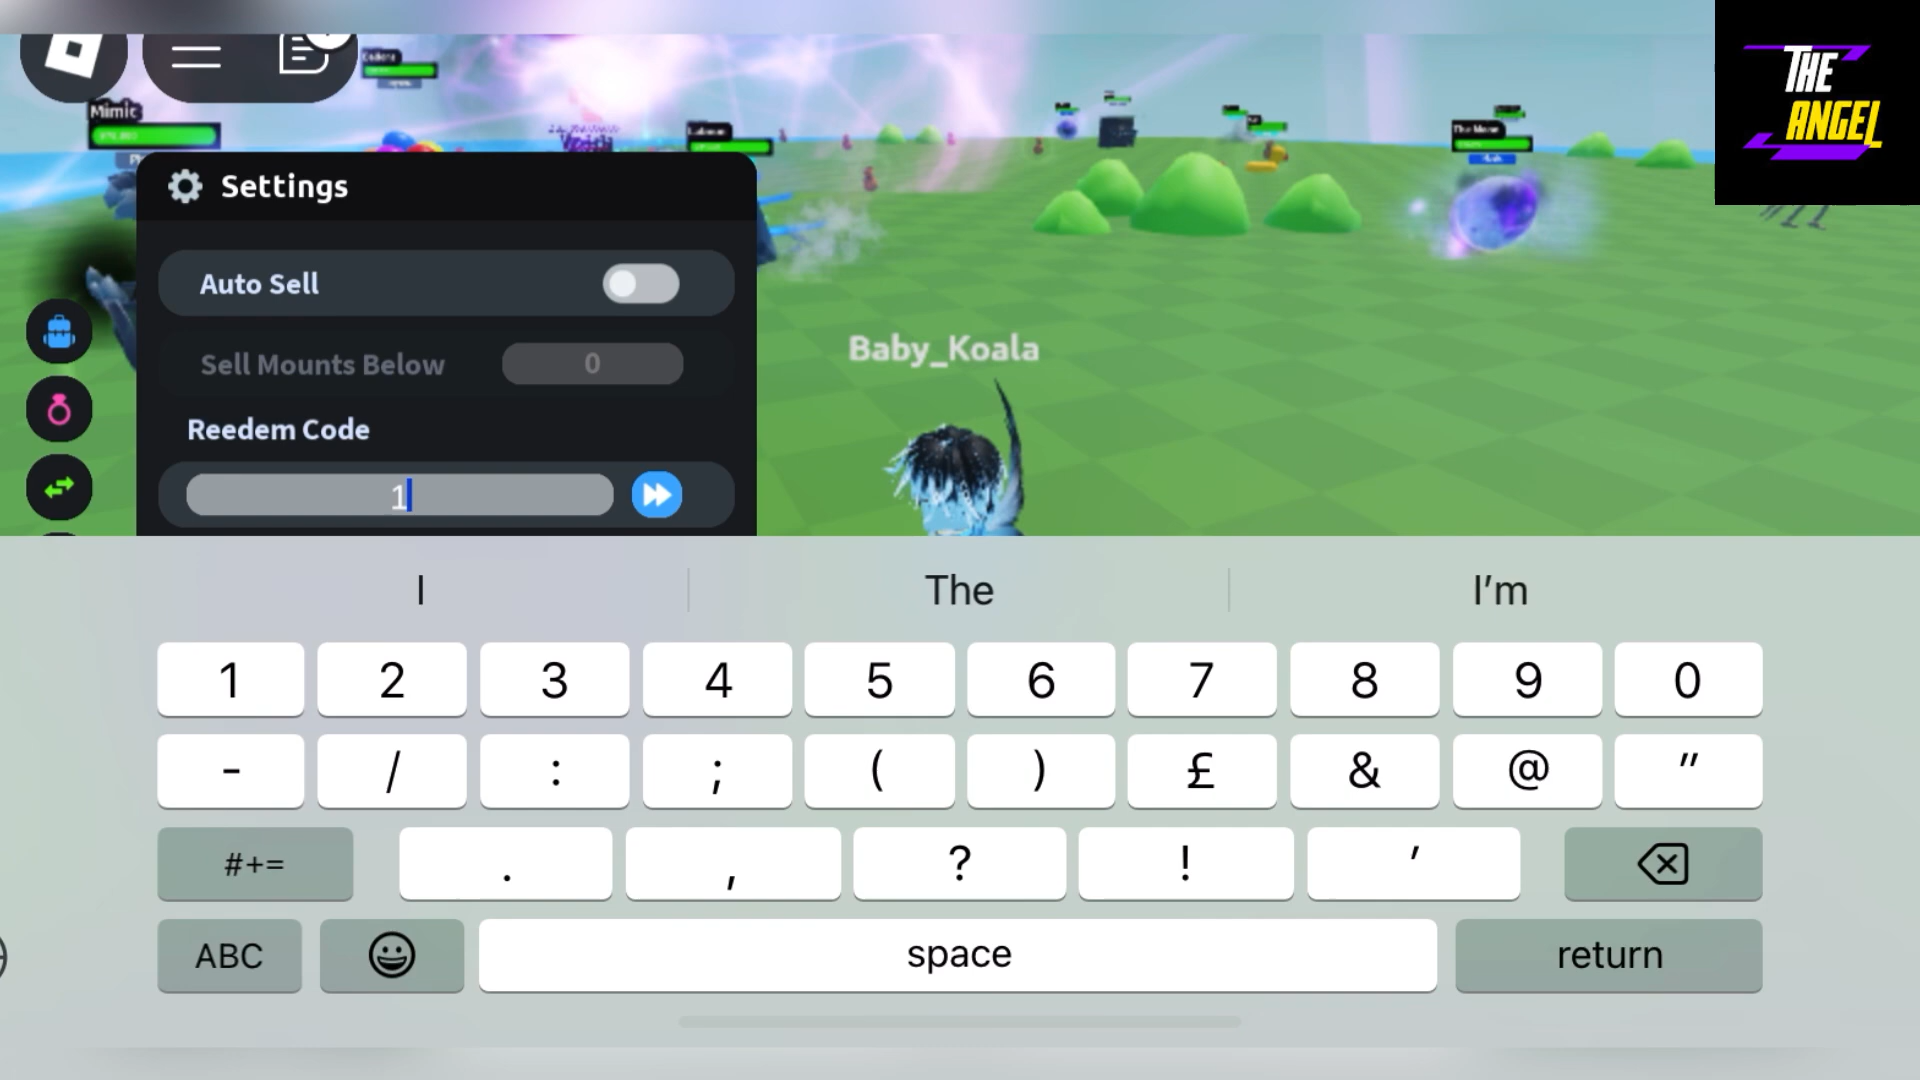 Mimic
THE
ANGEL
Settings
Auto Sell
Sell Mounts Below 0
Baby_Koala
Reedem Code
1
I The I'm
1 2 3 4 5 6 7 8 9 0
- / : ; ( ) £ & @ "
#+= . , ? ! '
ABC space return